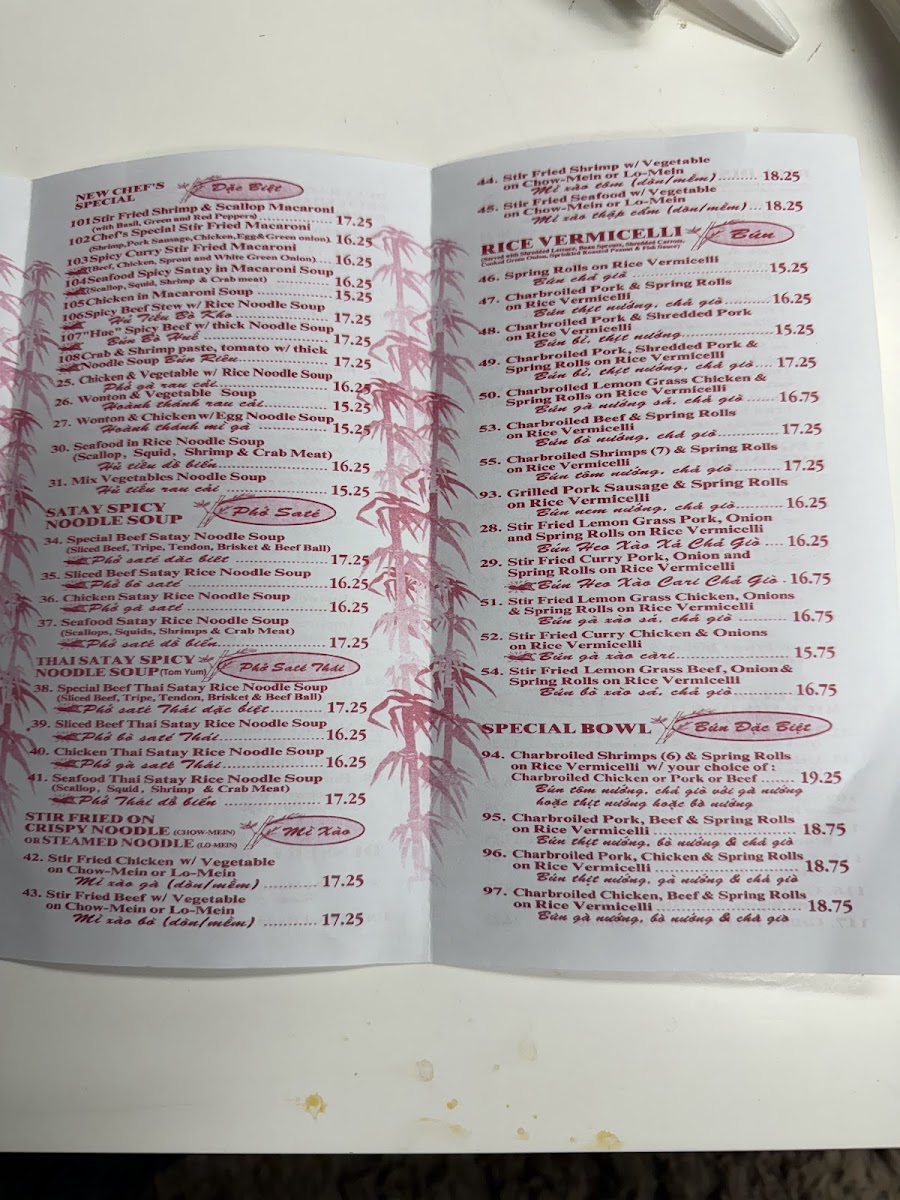 NEW CHEF'S
SPECIAL
Đặc Biệt
101 Stir Fried Shrimp & Scallop Macaroni
(with Basil, Green and Red Peppers) 17.25
102 Chef's Special Stir Fried Macaroni
(Shrimp, Pork Sausage, Chicken, Egg & Green onion). 16.25
103 Spicy Curry Stir Fried Macaroni
(Beef, Chicken, Sprout and White Green Onion) 16.25
104 Seafood Spicy Satay in Macaroni Soup
(Scallop, Squid, Shrimp & Crab meat) 16.25
105 Chicken in Macaroni Soup 15.25
106 Spicy Beef Stew w/ Rice Noodle Soup
Hủ Tiếu Bò Kho 17.25
107 "Hue" Spicy Beef w/ thick Noodle Soup
Bún Bò Huế 17.25
108 Crab & Shrimp paste, tomato w/ thick
Noodle Soup Bún Riêu 17.25
25. Chicken & Vegetable w/ Rice Noodle Soup
Phở gà rau cải 16.25
26. Wonton & Vegetable Soup
Hoành thánh rau cải 15.25
27. Wonton & Chicken w/ Egg Noodle Soup
Hoành thánh mì gà 15.25
30. Seafood in Rice Noodle Soup
(Scallop, Squid, Shrimp & Crab Meat)
Hủ tiếu đồ biển 16.25
31. Mix Vegetables Noodle Soup
Hủ tiếu rau cải 15.25
SATAY SPICY
NOODLE SOUP
Phở Saté
34. Special Beef Satay Noodle Soup
(Sliced Beef, Tripe, Tendon, Brisket & Beef Ball)
Phở saté đặc biệt 17.25
35. Sliced Beef Satay Rice Noodle Soup
Phở bò saté 16.25
36. Chicken Satay Rice Noodle Soup
Phở gà saté 16.25
37. Seafood Satay Rice Noodle Soup
(Scallops, Squids, Shrimps & Crab Meat)
Phở saté đồ biển 17.25
THAI SATAY SPICY
NOODLE SOUP (Tom Yum)
Phở Saté Thái
38. Special Beef Thai Satay Rice Noodle Soup
(Sliced Beef, Tripe, Tendon, Brisket & Beef Ball)
Phở saté Thái đặc biệt 17.25
39. Sliced Beef Thai Satay Rice Noodle Soup
Phở bò saté Thái 16.25
40. Chicken Thai Satay Rice Noodle Soup
Phở gà saté Thái 16.25
41. Seafood Thai Satay Rice Noodle Soup
(Scallop, Squid, Shrimp & Crab Meat)
Phở Thái đồ biển 17.25
STIR FRIED ON
CRISPY NOODLE (CHOW-MEIN)
OR STEAMED NOODLE (LO-MEIN)
Mì Xào
42. Stir Fried Chicken w/ Vegetable
on Chow-Mein or Lo-Mein
Mì xào gà (dòn/mềm) 17.25
43. Stir Fried Beef w/ Vegetable
on Chow-Mein or Lo-Mein
Mì xào bò (dòn/mềm) 17.25
44. Stir Fried Shrimp w/ Vegetable
on Chow-Mein or Lo-Mein
Mì xào tôm (dòn/mềm) 18.25
45. Stir Fried Seafood w/ Vegetable
on Chow-Mein or Lo-Mein
Mì xào thập cẩm (dòn/mềm) 18.25
RICE VERMICELLI
Bún
(Served with Shredded Lettuce, Bean Sprouts, Shredded Carrots,
Cooked Green Onion, Sprinkled Roasted Peanut & Fish Sauce)
46. Spring Rolls on Rice Vermicelli
Bún chả giò 15.25
47. Charbroiled Pork & Spring Rolls
on Rice Vermicelli
Bún thịt nướng, chả giò 16.25
48. Charbroiled Pork & Shredded Pork
on Rice Vermicelli
Bún bì, thịt nướng 15.25
49. Charbroiled Pork, Shredded Pork &
Spring Rolls on Rice Vermicelli
Bún bì, thịt nướng, chả giò 17.25
50. Charbroiled Lemon Grass Chicken &
Spring Rolls on Rice Vermicelli
Bún gà nướng sả, chả giò 16.75
53. Charbroiled Beef & Spring Rolls
on Rice Vermicelli
Bún bò nướng, chả giò 17.25
55. Charbroiled Shrimps (7) & Spring Rolls
on Rice Vermicelli
Bún tôm nướng, chả giò 17.25
93. Grilled Pork Sausage & Spring Rolls
on Rice Vermicelli
Bún nem nướng, chả giò 16.25
28. Stir Fried Lemon Grass Pork, Onion
and Spring Rolls on Rice Vermicelli
Bún Heo Xào Xả Chả Giò 16.25
29. Stir Fried Curry Pork, Onion and
Spring Rolls on Rice Vermicelli
Bún Heo Xào Cari Chả Giò 16.75
51. Stir Fried Lemon Grass Chicken, Onions
& Spring Rolls on Rice Vermicelli
Bún gà xào sả, chả giò 16.75
52. Stir Fried Curry Chicken & Onions
on Rice Vermicelli
Bún gà xào càri 15.75
54. Stir Fried Lemon Grass Beef, Onion &
Spring Rolls on Rice Vermicelli
Bún bò xào sả, chả giò 16.75
SPECIAL BOWL
Bún Đặc Biệt
94. Charbroiled Shrimps (6) & Spring Rolls
on Rice Vermicelli w/ your choice of :
Charbroiled Chicken or Pork or Beef 19.25
Bún tôm nướng, chả giò với gà nướng
hoặc thịt nướng hoặc bò nướng
95. Charbroiled Pork, Beef & Spring Rolls
on Rice Vermicelli 18.75
Bún thịt nướng, bò nướng & chả giò
96. Charbroiled Pork, Chicken & Spring Rolls
on Rice Vermicelli 18.75
Bún thịt nướng, gà nướng & chả giò
97. Charbroiled Chicken, Beef & Spring Rolls
on Rice Vermicelli 18.75
Bún gà nướng, bò nướng & chả giò